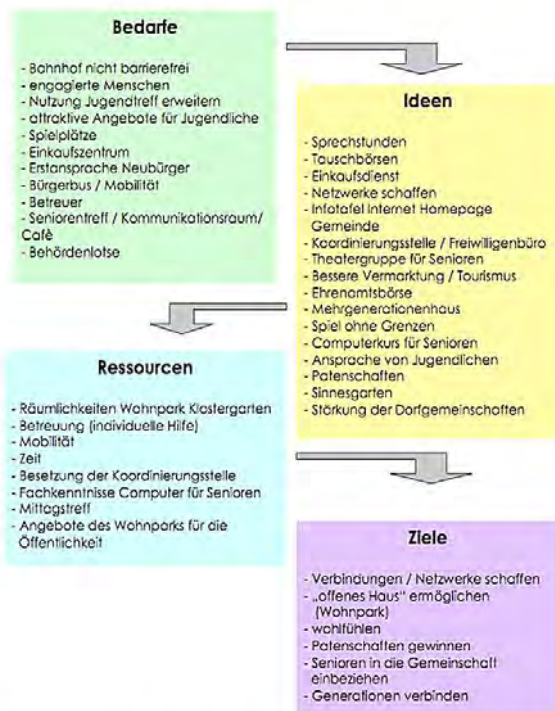 Bedarfe
- Bahnhof nicht barrierefrei
- engagierte Menschen
- Nutzung Jugendtreff erweitern
- attraktive Angebote für Jugendliche
- Spielplätze
- Einkaufszentrum
- Erstansprache Neubürger
- Bürgerbus / Mobilität
- Betreuer
- Seniorentreff / Kommunikationsraum/
Cafè
- Behördenlotse
Ideen
- Sprechstunden
- Tauschbörsen
- Einkaufsdienst
- Netzwerke schaffen
- Infotafel Internet Homepage
Gemeinde
- Koordinierungsstelle / Freiwilligenbüro
- Theatergruppe für Senioren
- Bessere Vermarktung / Tourismus
- Ehrenamtsbörse
- Mehrgenerationenhaus
- Spiel ohne Grenzen
- Computerkurs für Senioren
- Ansprache von Jugendlichen
- Patenschaften
- Sinnesgarten
- Stärkung der Dorfgemeinschaften
Ressourcen
- Räumlichkeiten Wohnpark Klostergarten
- Betreuung (individuelle Hilfe)
- Mobilität
- Zeit
- Besetzung der Koordinierungsstelle
- Fachkenntnisse Computer für Senioren
- Mittagstreff
- Angebote des Wohnparks für die
Öffentlichkeit
Ziele
- Verbindungen / Netzwerke schaffen
- „offenes Haus" ermöglichen
(Wohnpark)
- wohlfühlen
- Patenschaften gewinnen
- Senioren in die Gemeinschaft
einbeziehen
- Generationen verbinden